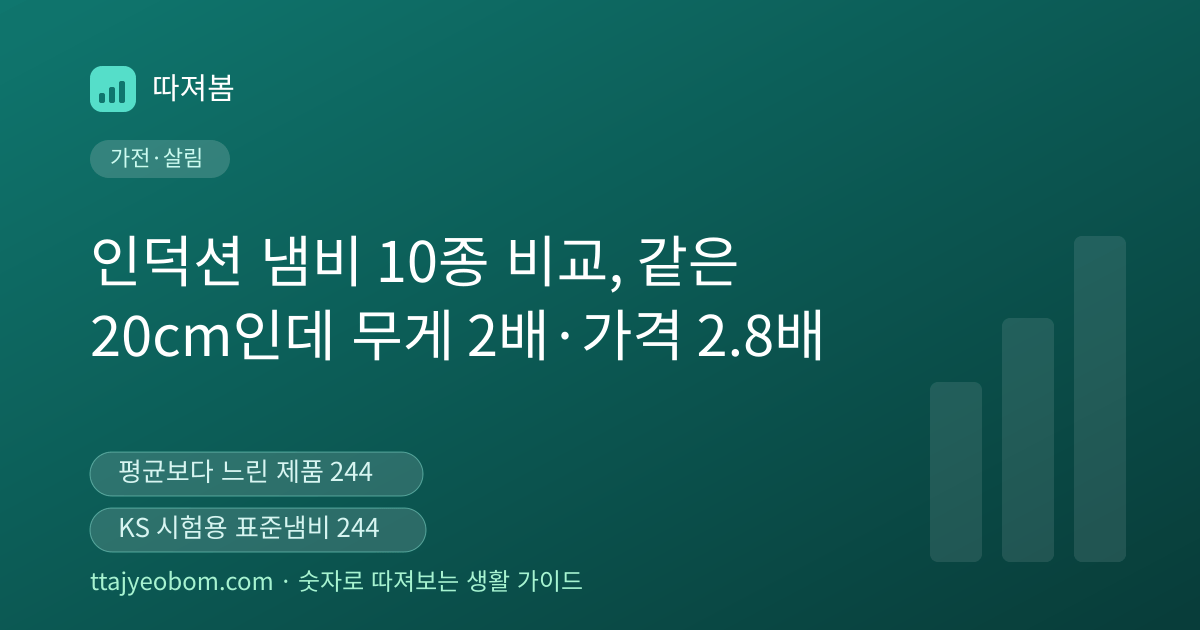 따져봄
가전·살림
인덕션 냄비 10종 비교, 같은
20cm인데 무게 2배·가격 2.8배
평균보다 느린 제품 244
KS 시험용 표준냄비 244
ttajyeobom.com · 숫자로 따져보는 생활 가이드